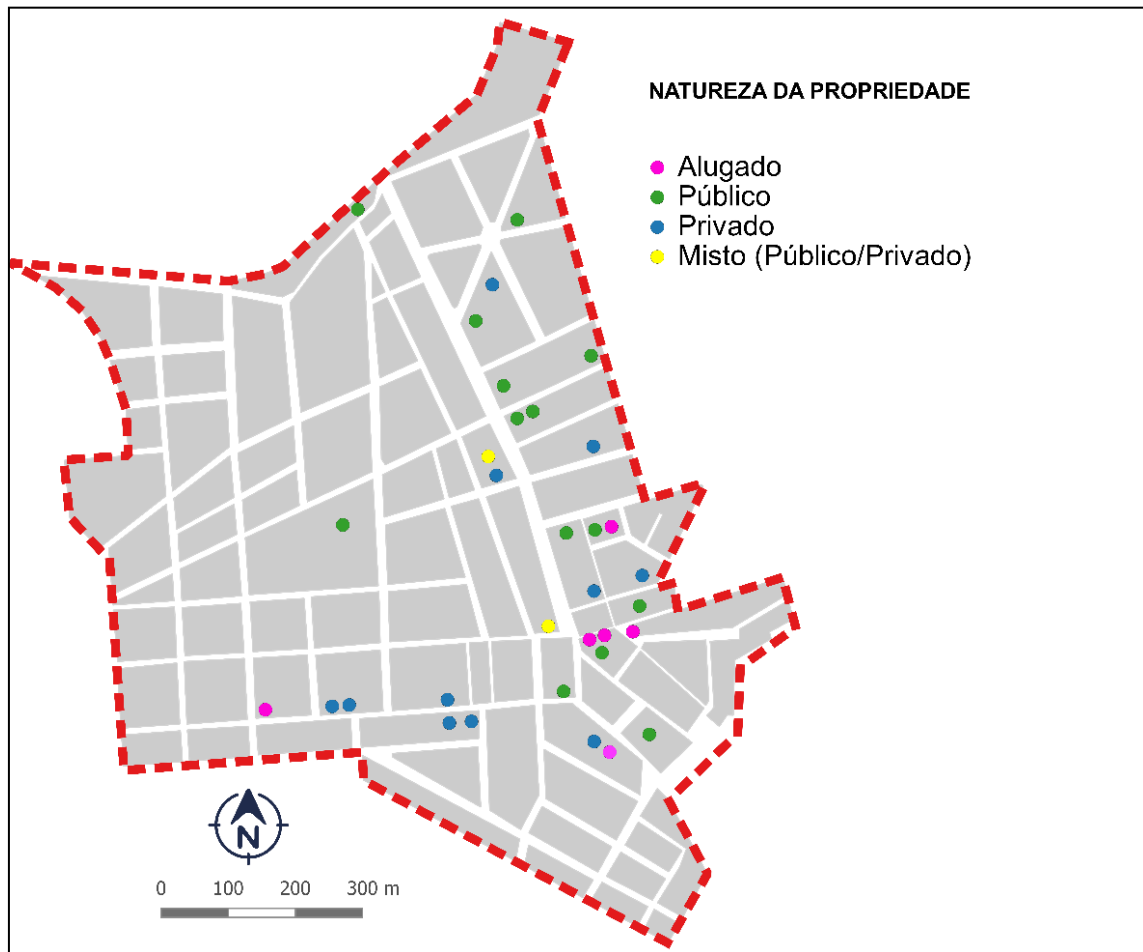 NATUREZA DA PROPRIEDADE
Alugado
Público
Privado
Misto (Público/Privado)
N
0 100 200 300 m